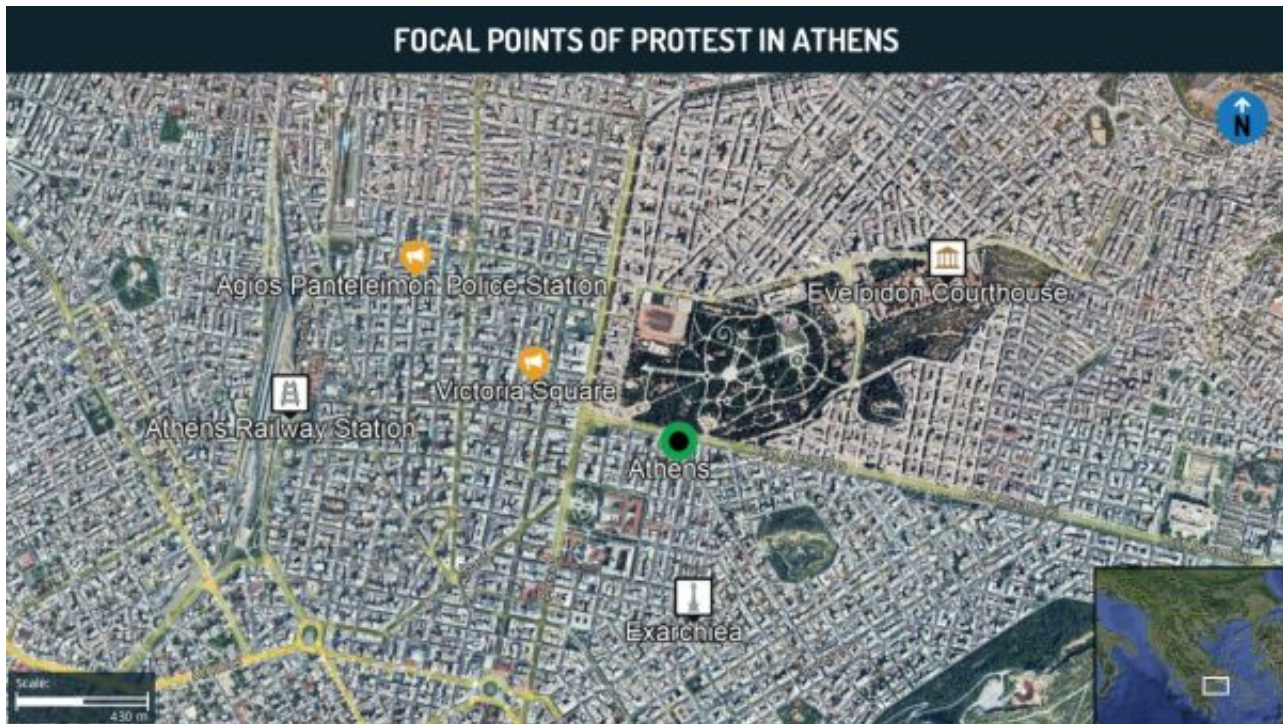 FOCAL POINTS OF PROTEST IN ATHENS
N
Agios Panteleimon Police Station
Evelpidon Courthouse
Victoria Square
Athens Railway Station
Athens
Exarchiea
Scale:
430 m